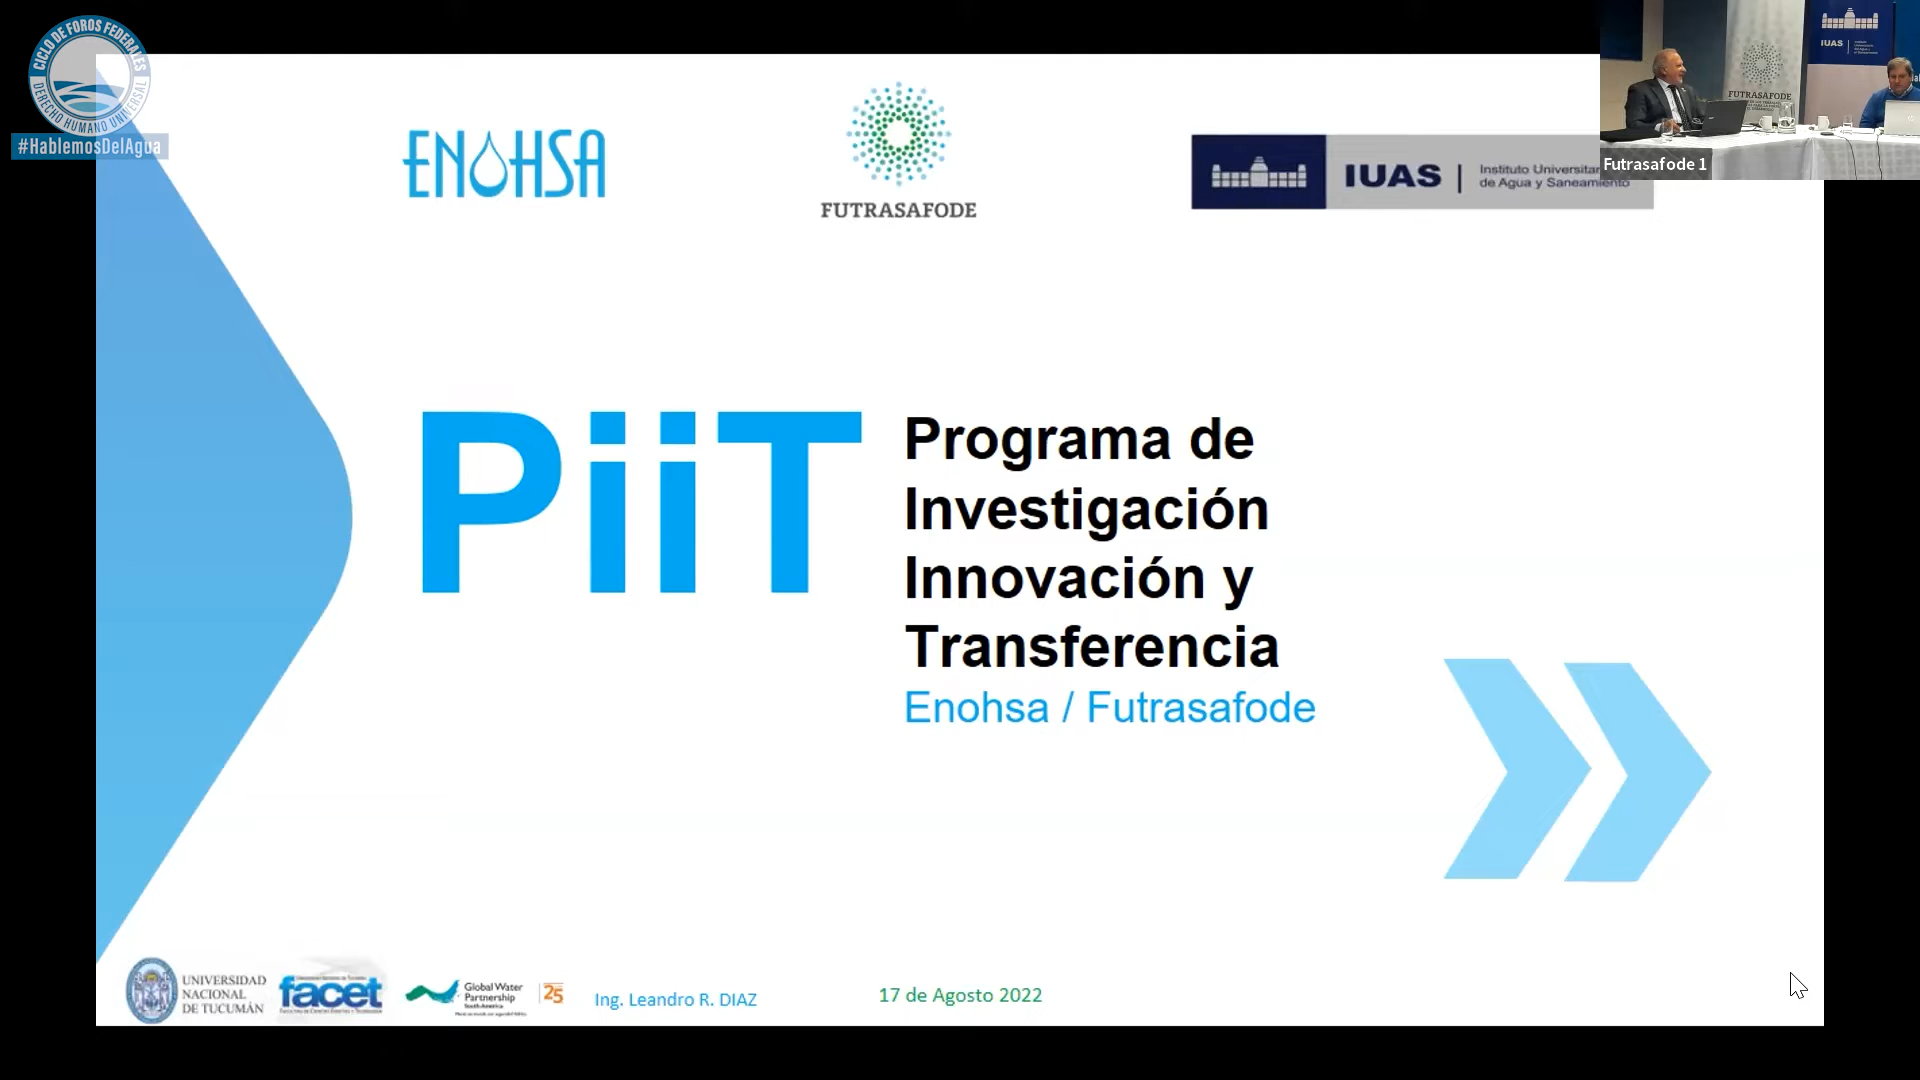 CICLO DE FOROS FEDERALES
DERECHO HUMANO UNIVERSAL
#HablemosDelAgua
ENOHSA
FUTRASAFODE
IUAS
Instituto
de Agua y Saneamiento
IUAS
FUTRASAFODE
Futrasafode 1
PiiT
Programa de
Investigación
Innovación y
Transferencia
Enohsa / Futrasafode
UNIVERSIDAD
NACIONAL
DE TUCUMÁN
facet
Global Water
Partnership
South America
25
Ing. Leandro R. DIAZ
17 de Agosto 2022